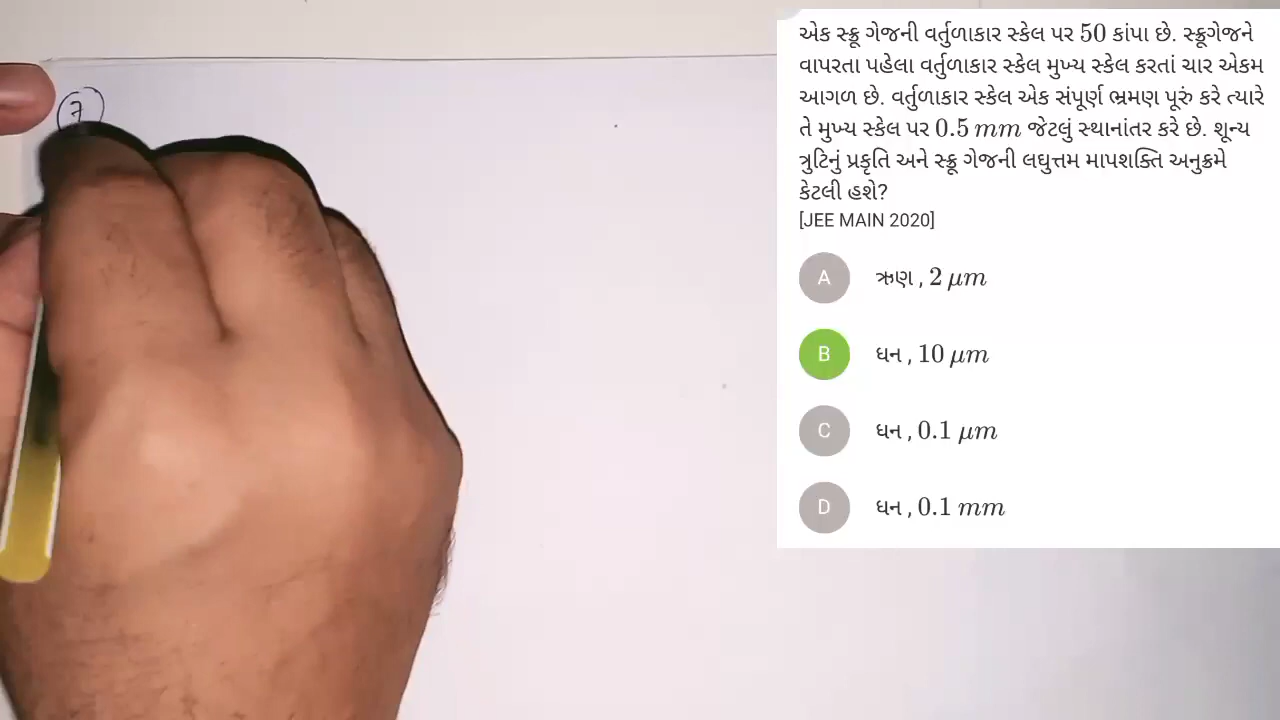 7
એક સ્ક્રૂ ગેજની વર્તુળાકાર સ્કેલ પર 50 કાંપા છે. સ્ક્રૂગેજને
વાપરતા પહેલા વર્તુળાકાર સ્કેલ મુખ્ય સ્કેલ કરતાં ચાર એકમ
આગળ છે. વર્તુળાકાર સ્કેલ એક સંપૂર્ણ ભ્રમણ પૂરું કરે ત્યારે
તે મુખ્ય સ્કેલ પર 0.5 mm જેટલું સ્થાનાંતર કરે છે. શૂન્ય
ત્રુટિનું પ્રકૃતિ અને સ્ક્રૂ ગેજની લઘુત્તમ માપશક્તિ અનુક્રમે
કેટલી હશે?
[JEE MAIN 2020]
A ઋણ , 2 μm
B ધન , 10 μm
C ધન , 0.1 μm
D ધન , 0.1 mm